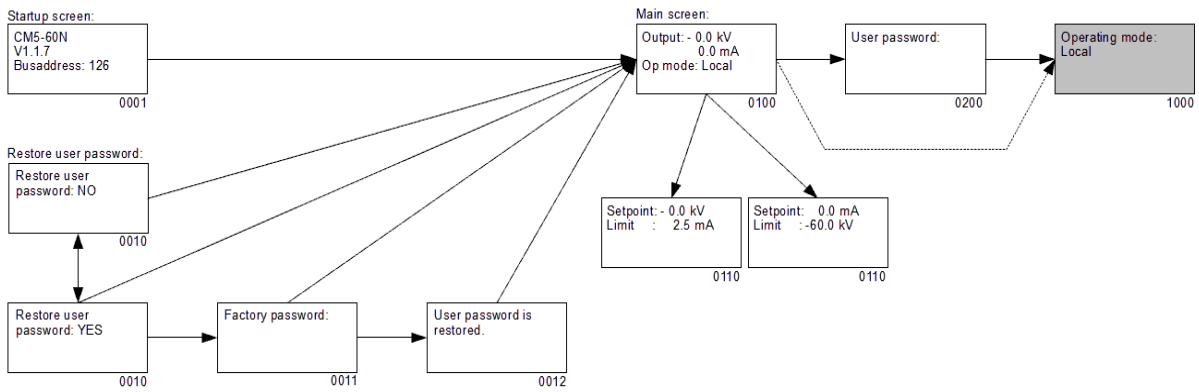 Startup screen:
CM5-60N
V1.1.7
Busaddress: 126
0001
Main screen:
Output: - 0.0 kV
0.0 mA
Op mode: Local
0100
User password:
0200
Operating mode:
Local
1000
Restore user password:
Restore user
password: NO
0010
Setpoint: - 0.0 kV
Limit : 2.5 mA
0110
Setpoint: 0.0 mA
Limit : -60.0 kV
0110
Restore user
password: YES
0010
Factory password:
0011
User password is
restored.
0012